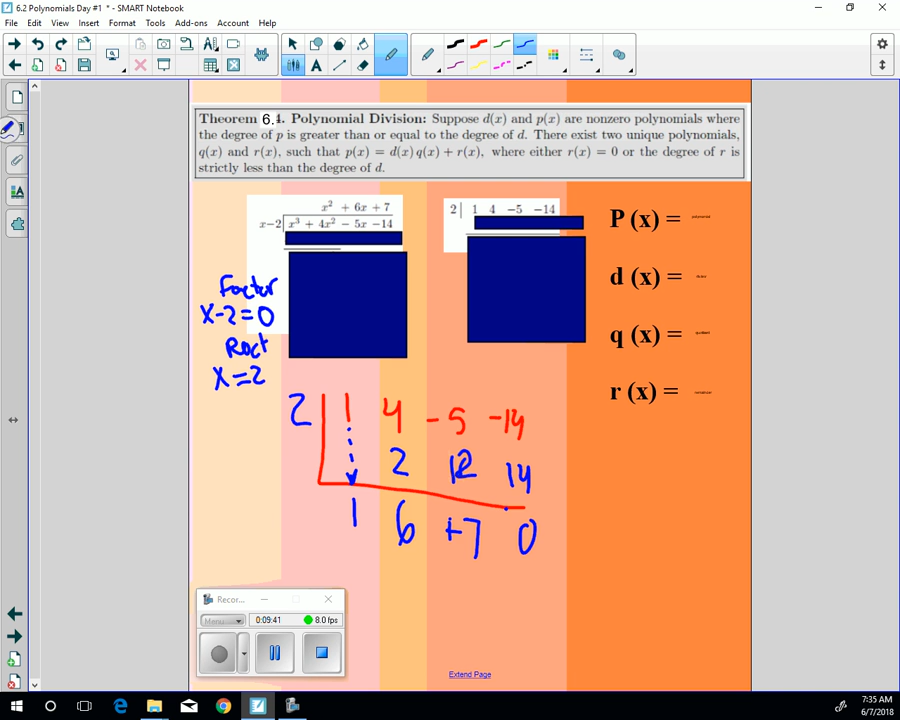 6.2 Polynomials Day #1 * - SMART Notebook
File Edit View Insert Format Tools Add-ons Account Help
Theorem 6.4. Polynomial Division: Suppose d(x) and p(x) are nonzero polynomials where
the degree of p is greater than or equal to the degree of d. There exist two unique polynomials,
q(x) and r(x), such that p(x) = d(x) q(x) + r(x), where either r(x) = 0 or the degree of r is
strictly less than the degree of d.
x² + 6x + 7
x−2 x³ + 4x² − 5x −14
2 1 4 −5 −14
P (x) = polynomial
d (x) = divisor
q (x) = quotient
r (x) = remainder
Factor
x-2=0
Root
x=2
2 1 4 -5 -14
2 12 14
1 6 +7 0
Recor...
Menu...
0:09:41
8.0 fps
Extend Page
7:35 AM
6/7/2018